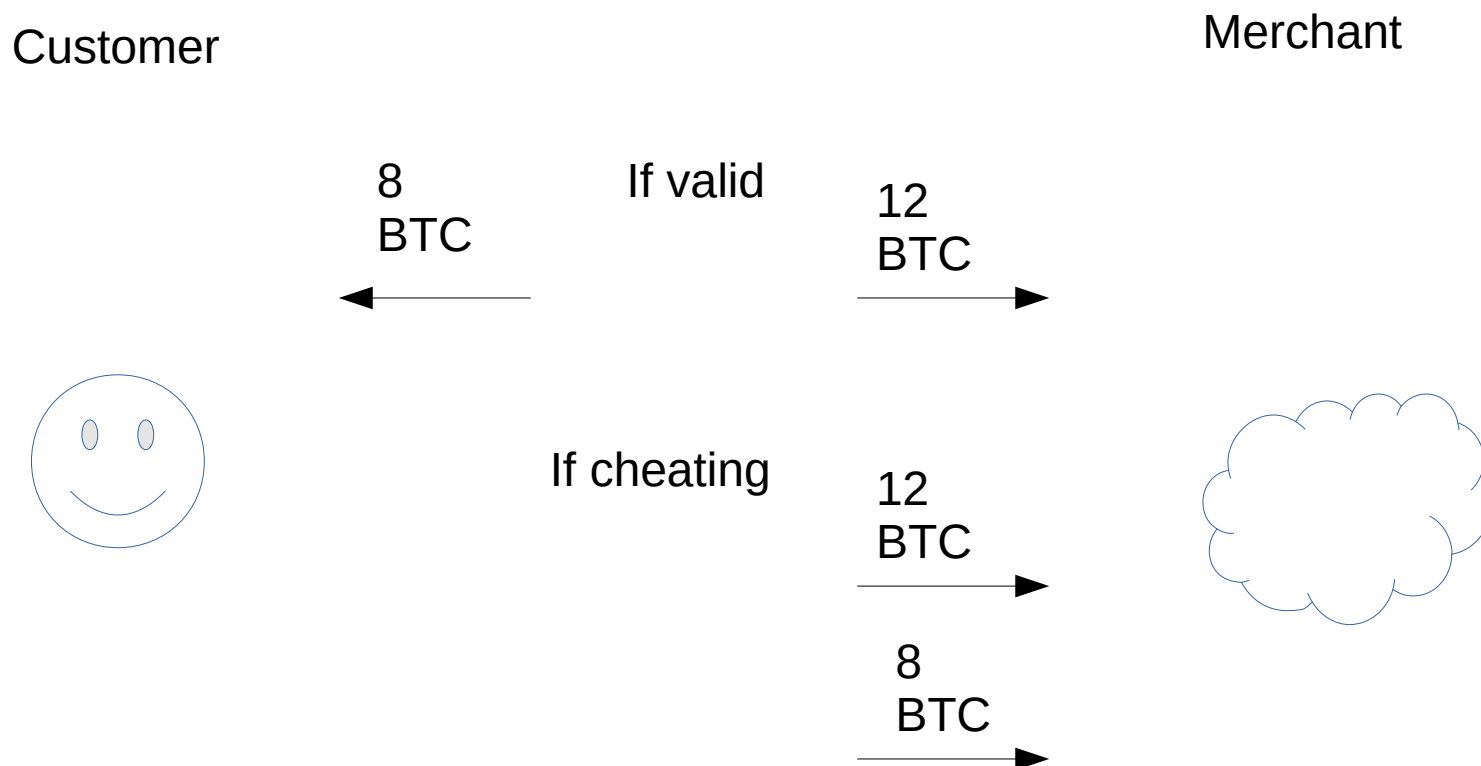 Customer
Merchant
8
BTC
If valid
12
BTC
If cheating
12
BTC
8
BTC